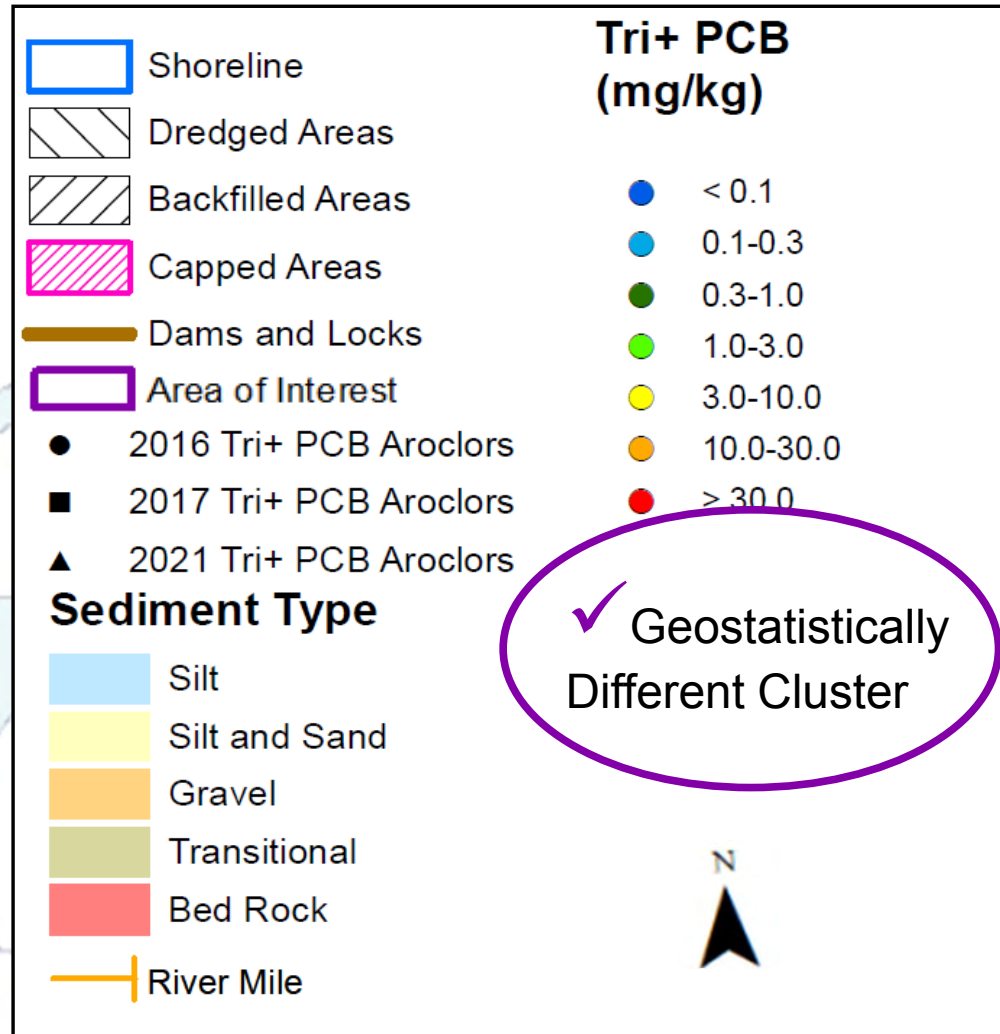 Shoreline
Dredged Areas
Backfilled Areas
Capped Areas
Dams and Locks
Area of Interest
2016 Tri+ PCB Aroclors
2017 Tri+ PCB Aroclors
2021 Tri+ PCB Aroclors
Sediment Type
Silt
Silt and Sand
Gravel
Transitional
Bed Rock
River Mile
Tri+ PCB
(mg/kg)
< 0.1
0.1-0.3
0.3-1.0
1.0-3.0
3.0-10.0
10.0-30.0
> 30.0
✓ Geostatistically
Different Cluster
N